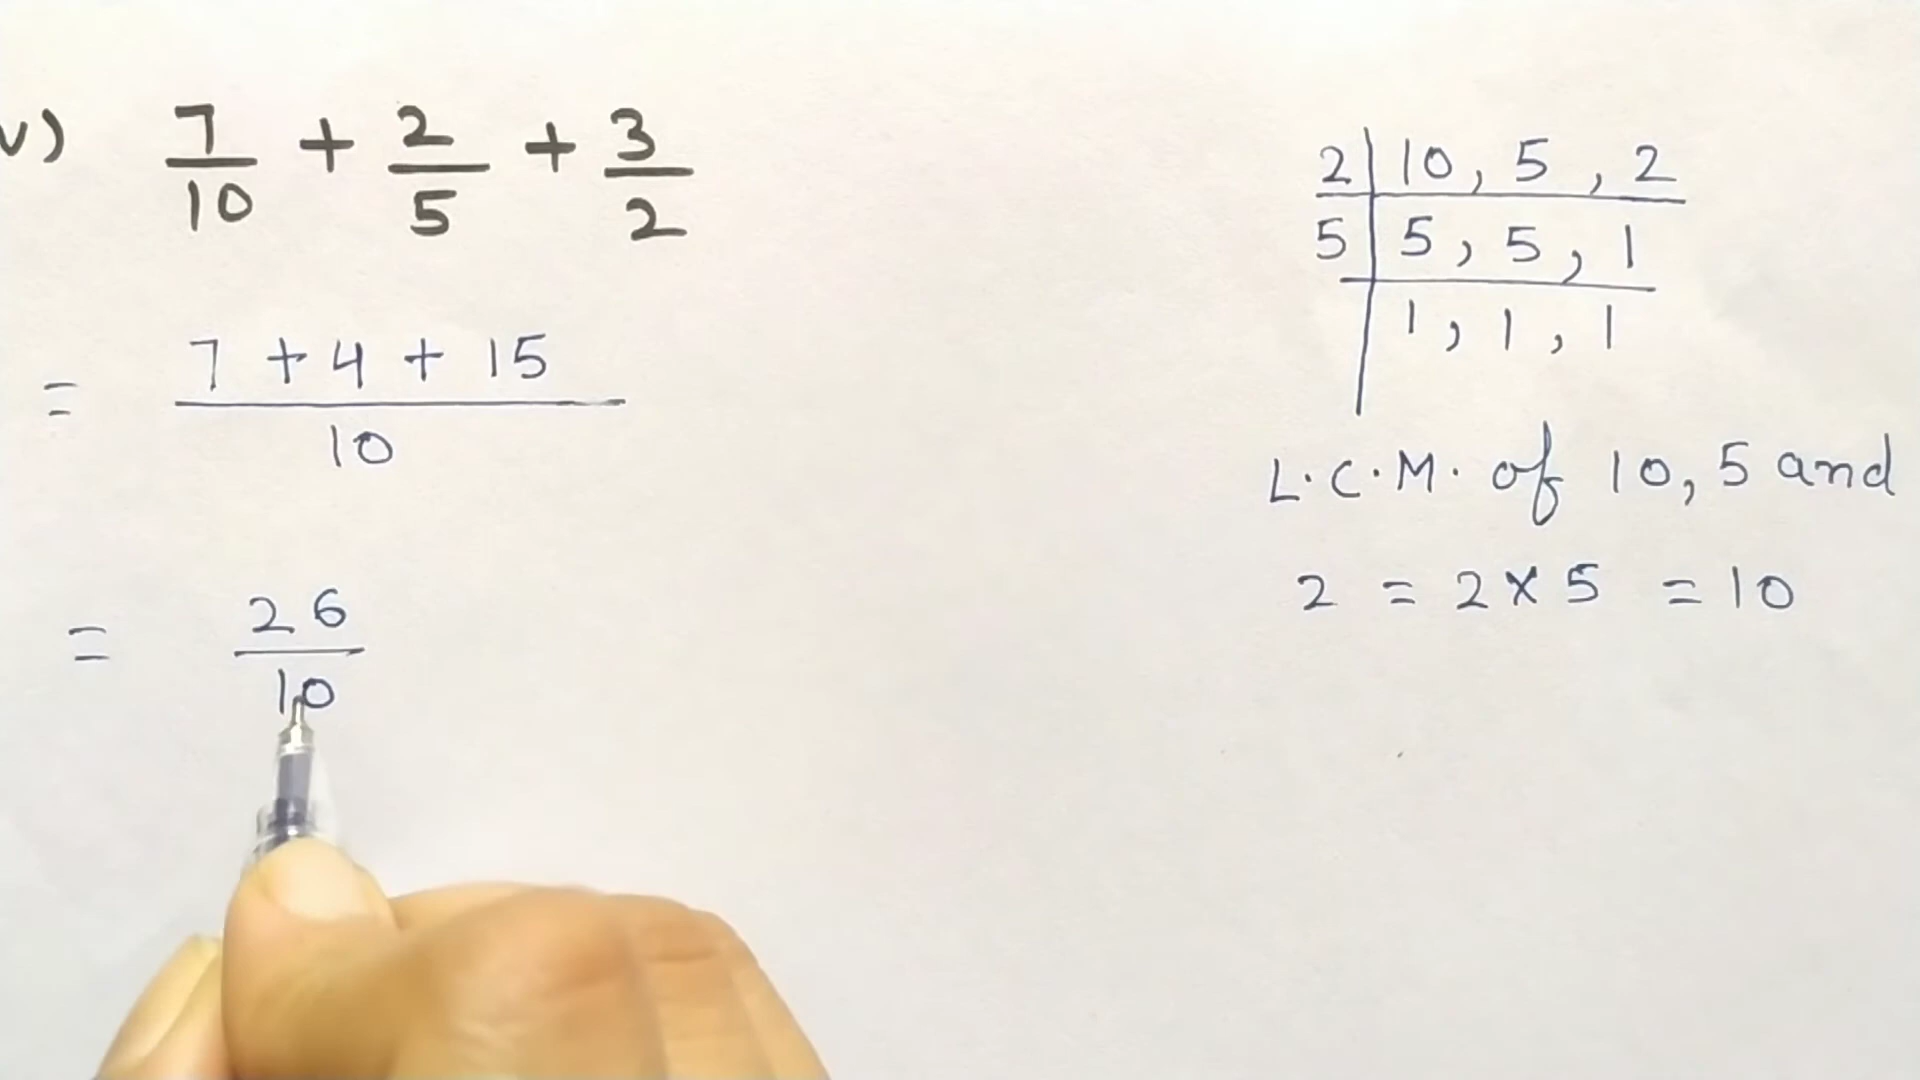 v) 7/10 + 2/5 + 3/2
= 7 + 4 + 15 / 10
= 26/10
2 | 10, 5, 2
5 | 5, 5, 1
1, 1, 1
L.C.M. of 10, 5 and
2 = 2 × 5 = 10